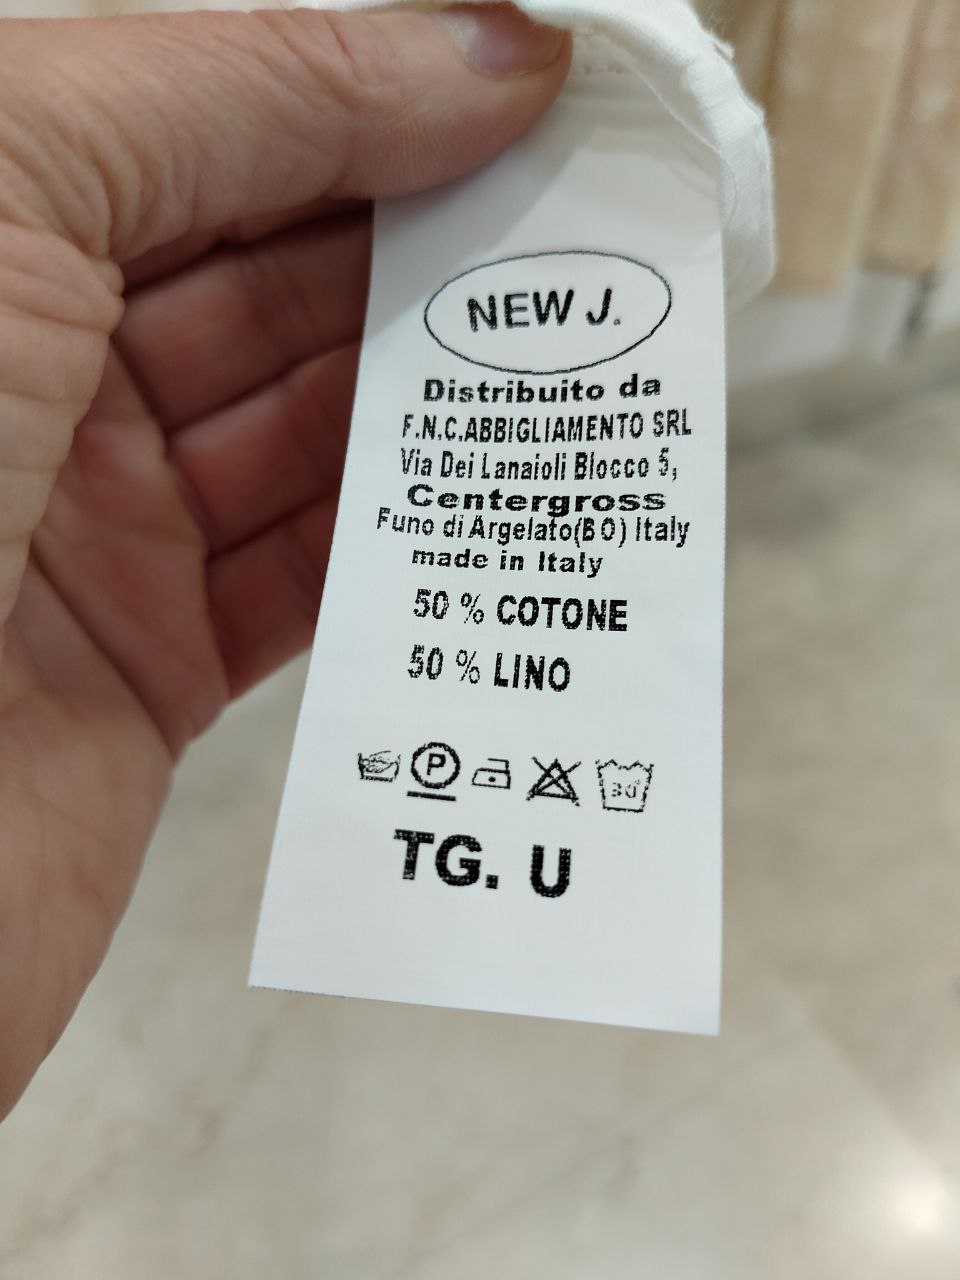 NEW J.
Distribuito da
F.N.C.ABBIGLIAMENTO SRL
Via Dei Lanaioli Blocco 5,
Centergross
Funo di Argelato(BO) Italy
made in Italy
50 % COTONE
50 % LINO
P 30°
TG. U